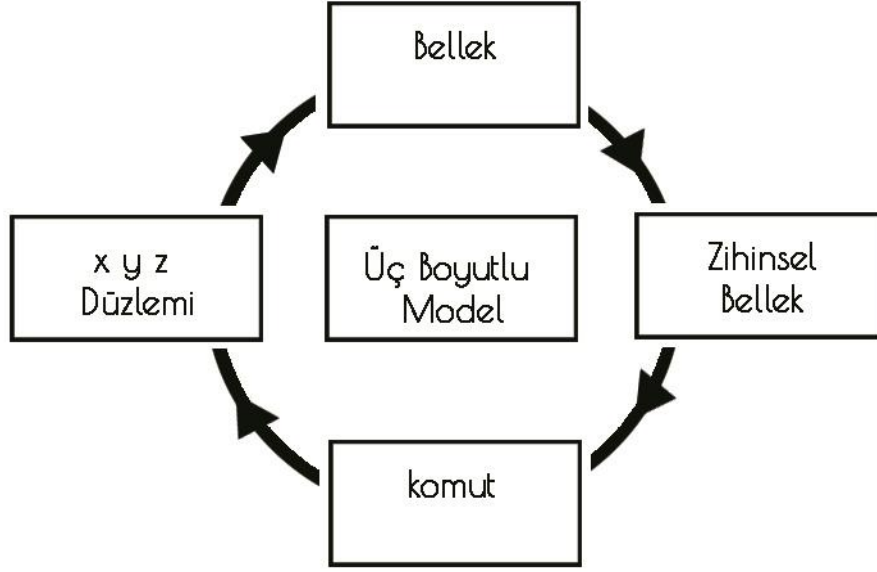 Bellek
x y z
Düzlemi
Üç Boyutlu
Model
Zihinsel
Bellek
komut